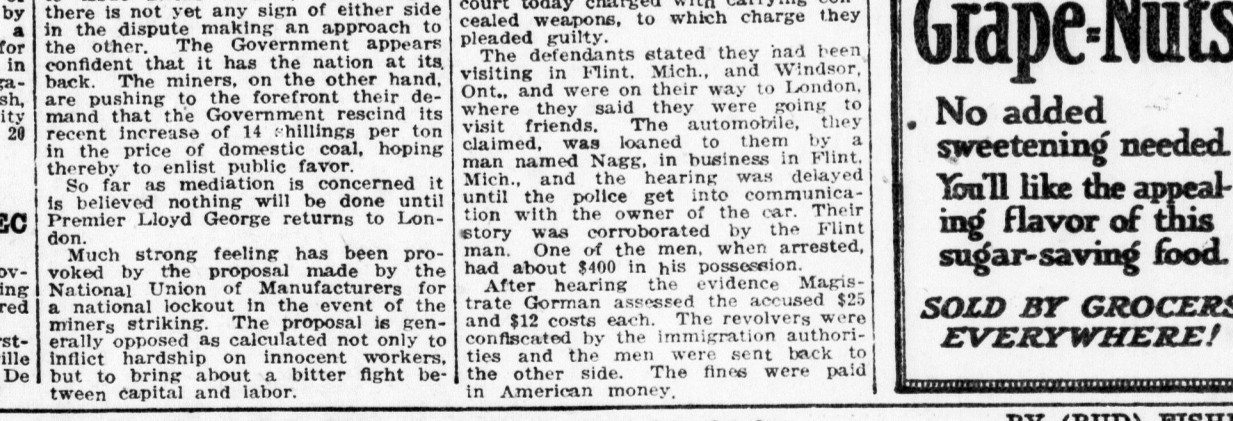 by
a
for
in
ga-
sh,
ity
20
EC
ov-
ing
red
rst-
ille
De
there is not yet any sign of either side
in the dispute making an approach to
the other. The Government appears
confident that it has the nation at its
back. The miners, on the other hand,
are pushing to the forefront their de-
mand that the Government rescind its
recent increase of 14 shillings per ton
in the price of domestic coal, hoping
thereby to enlist public favor.
So far as mediation is concerned it
is believed nothing will be done until
Premier Lloyd George returns to Lon-
don.
Much strong feeling has been pro-
voked by the proposal made by the
National Union of Manufacturers for
a national lockout in the event of the
miners striking. The proposal is gen-
erally opposed as calculated not only to
inflict hardship on innocent workers,
but to bring about a bitter fight be-
tween capital and labor.
court today charged with carrying con-
cealed weapons, to which charge they
pleaded guilty.
The defendants stated they had been
visiting in Flint, Mich., and Windsor,
Ont., and were on their way to London,
where they said they were going to
visit friends. The automobile, they
claimed, was loaned to them by a
man named Nagg, in business in Flint,
Mich., and the hearing was delayed
until the police get into communica-
tion with the owner of the car. Their
story was corroborated by the Flint
man. One of the men, when arrested,
had about $400 in his possession.
After hearing the evidence Magis-
trate Gorman assessed the accused $25
and $12 costs each. The revolvers were
confiscated by the immigration authori-
ties and the men were sent back to
the other side. The fines were paid
in American money.
Grape-Nuts
No added
sweetening needed.
You'll like the appeal-
ing flavor of this
sugar-saving food.
SOLD BY GROCERS
EVERYWHERE!
BY (BUD) FISH